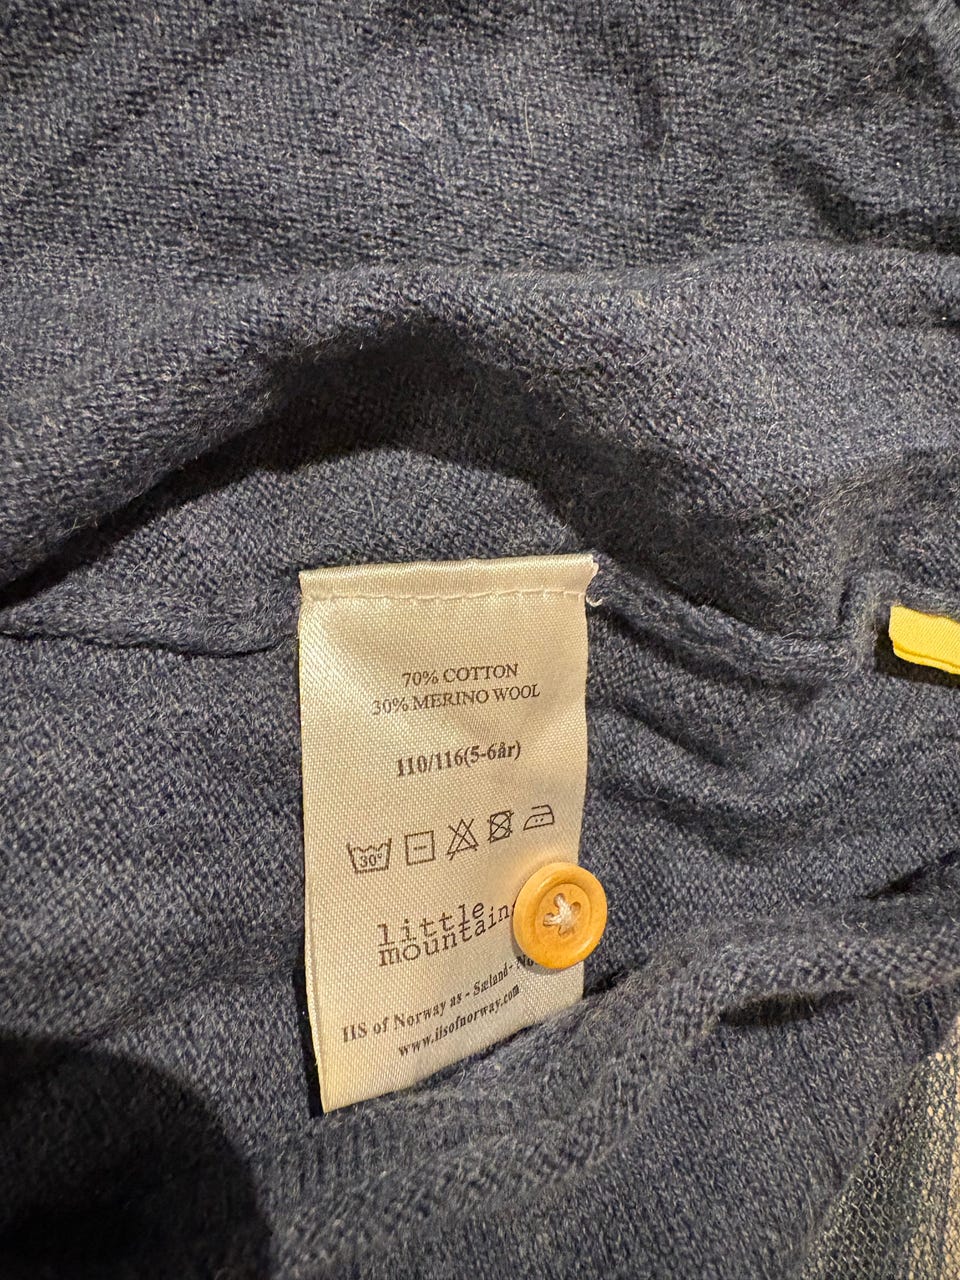 70% COTTON
30% MERINO WOOL
110/116(5-6år)
30°
little
mountain
IIS of Norway as - Sæland-
www.iisofnorway.com